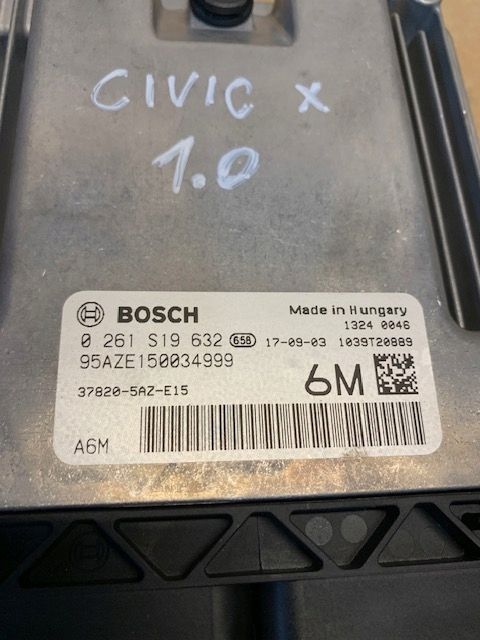 CIVIC X
1.0
BOSCH
Made in Hungary
1324 0046
0 261 S19 632 658 17-09-03 1039T20889
95AZE150034999
37820-5AZ-E15
6M
A6M